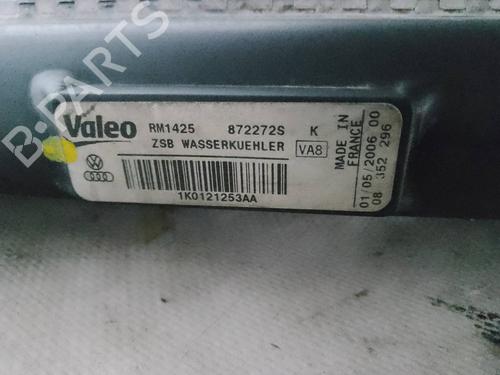 B-PARTS
Valeo RM1425 872272S K
ZSB WASSERKUEHLER VA8
1K0121253AA
MADE IN
FRANCE
01/05/2006 00
08 352 296